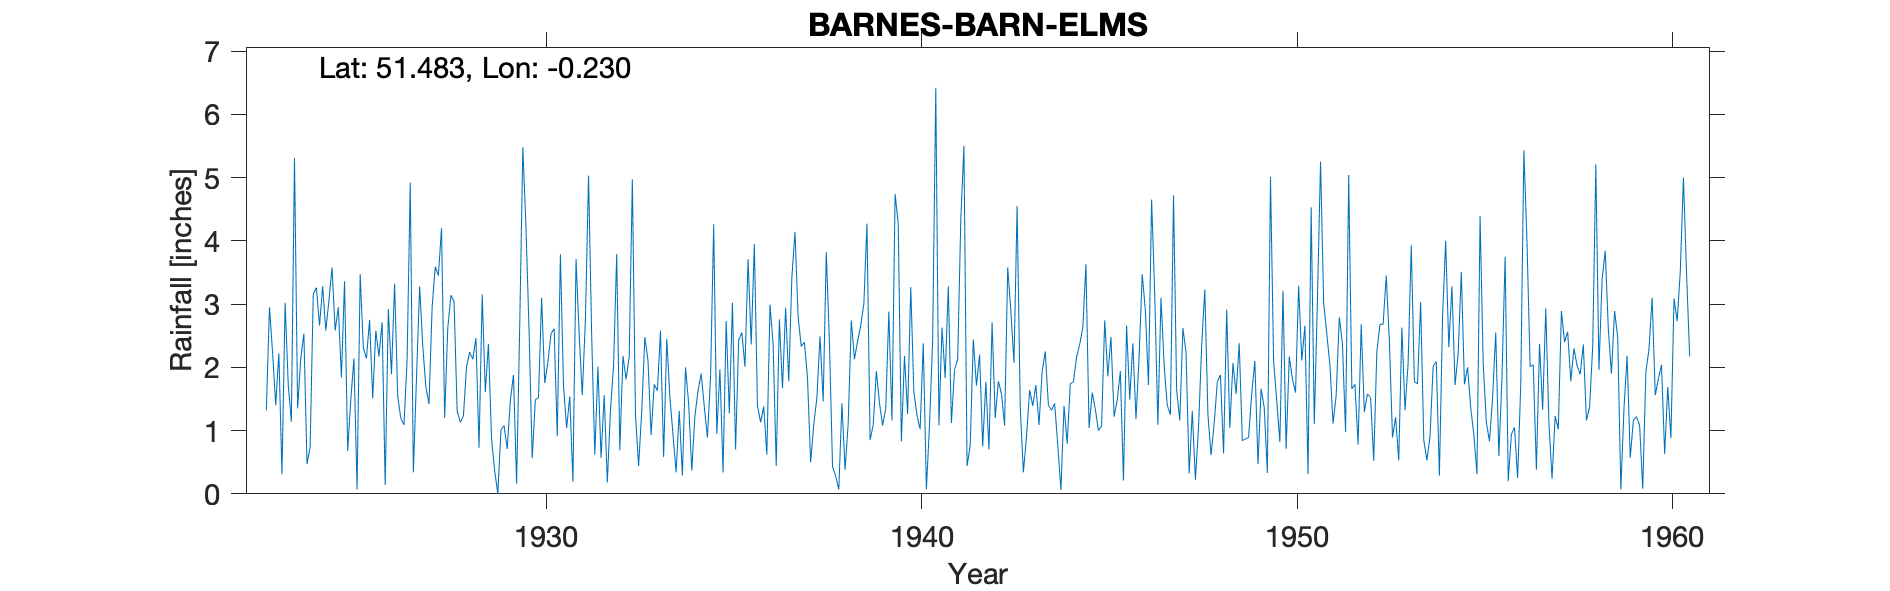 BARNES-BARN-ELMS
Lat: 51.483, Lon: -0.230
7
6
5
4
3
2
1
0
Rainfall [inches]
1930 1940 1950 1960
Year